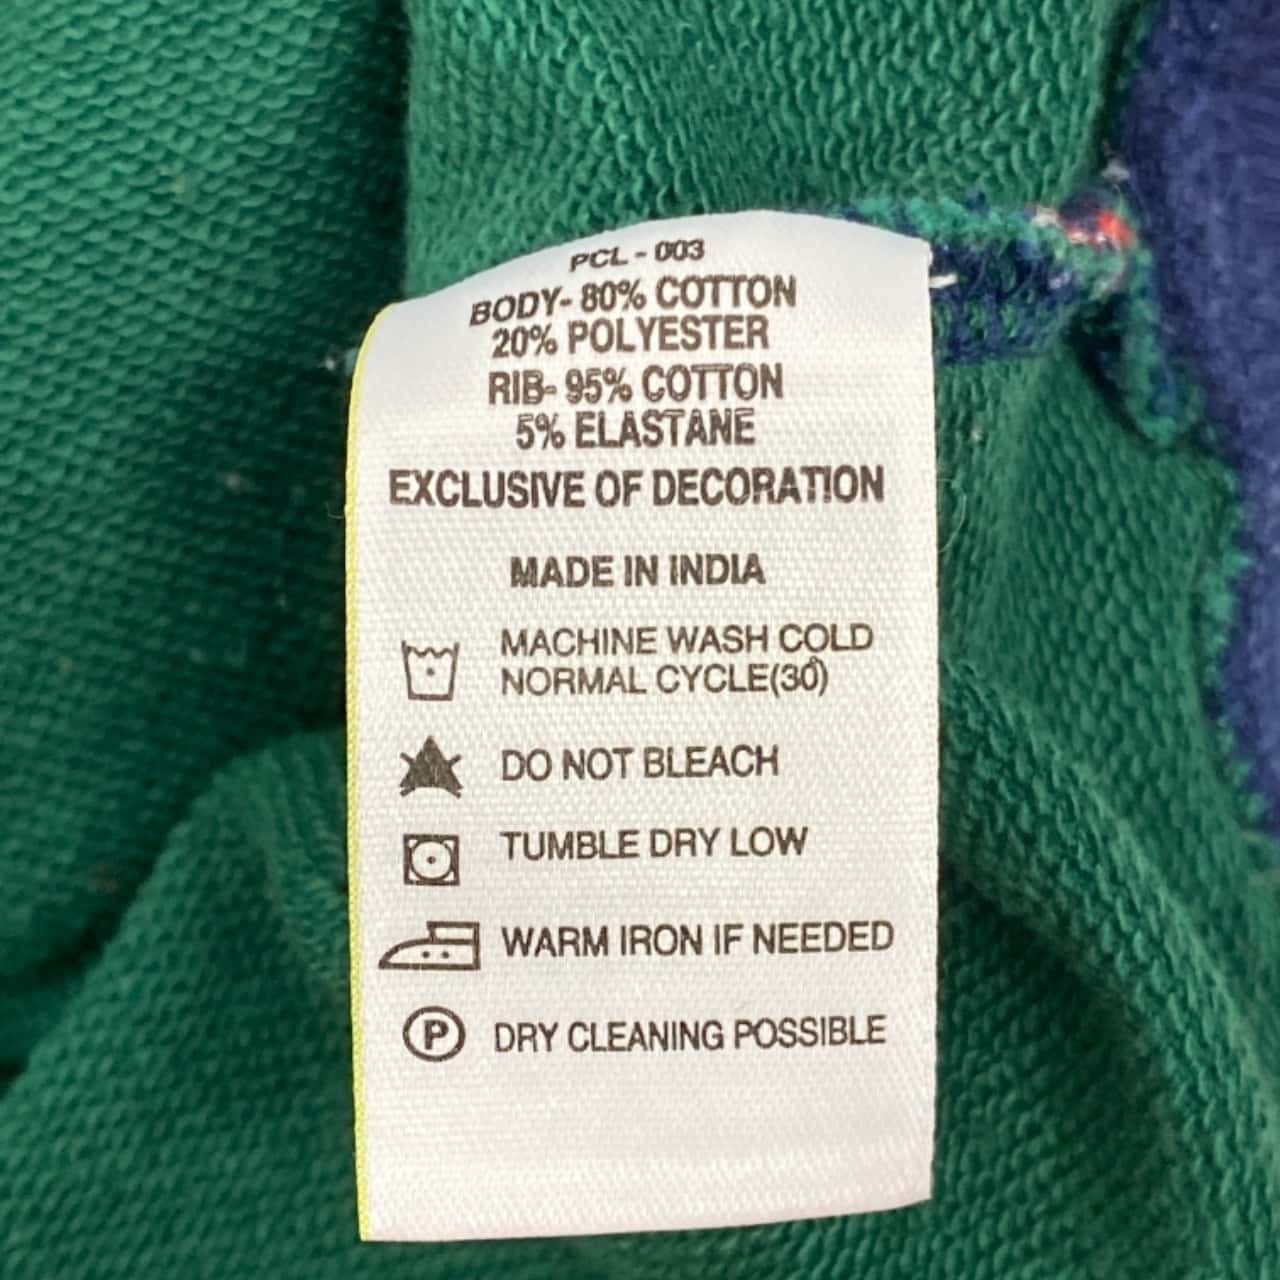 PCL - 003
BODY- 80% COTTON
20% POLYESTER
RIB- 95% COTTON
5% ELASTANE
EXCLUSIVE OF DECORATION
MADE IN INDIA
MACHINE WASH COLD
NORMAL CYCLE(30°)
DO NOT BLEACH
TUMBLE DRY LOW
WARM IRON IF NEEDED
P DRY CLEANING POSSIBLE